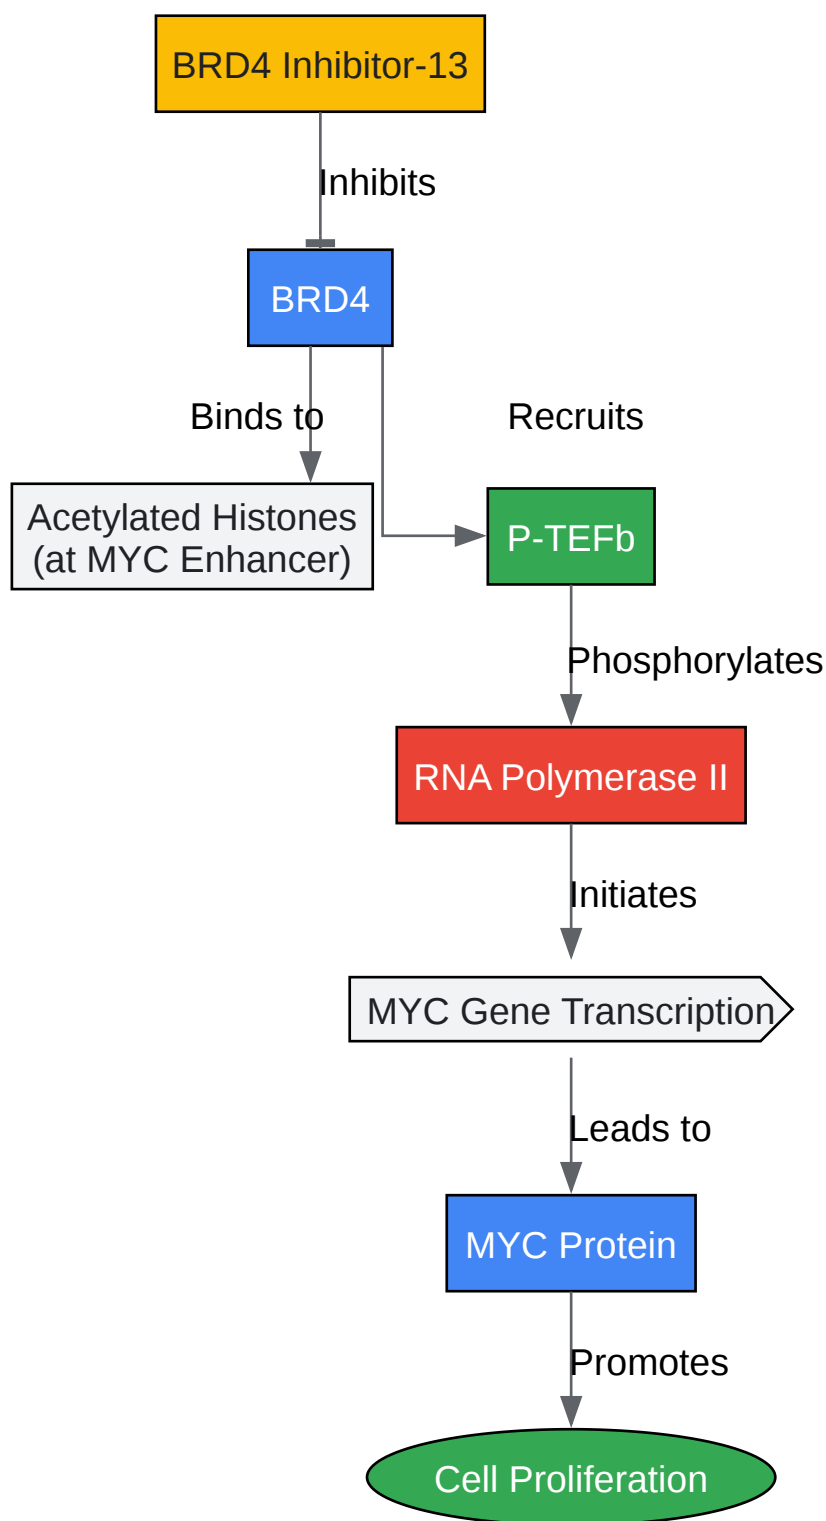 BRD4 Inhibitor-13
Inhibits
BRD4
Binds to
Recruits
Acetylated Histones
(at MYC Enhancer)
P-TEFb
Phosphorylates
RNA Polymerase II
Initiates
MYC Gene Transcription
Leads to
MYC Protein
Promotes
Cell Proliferation